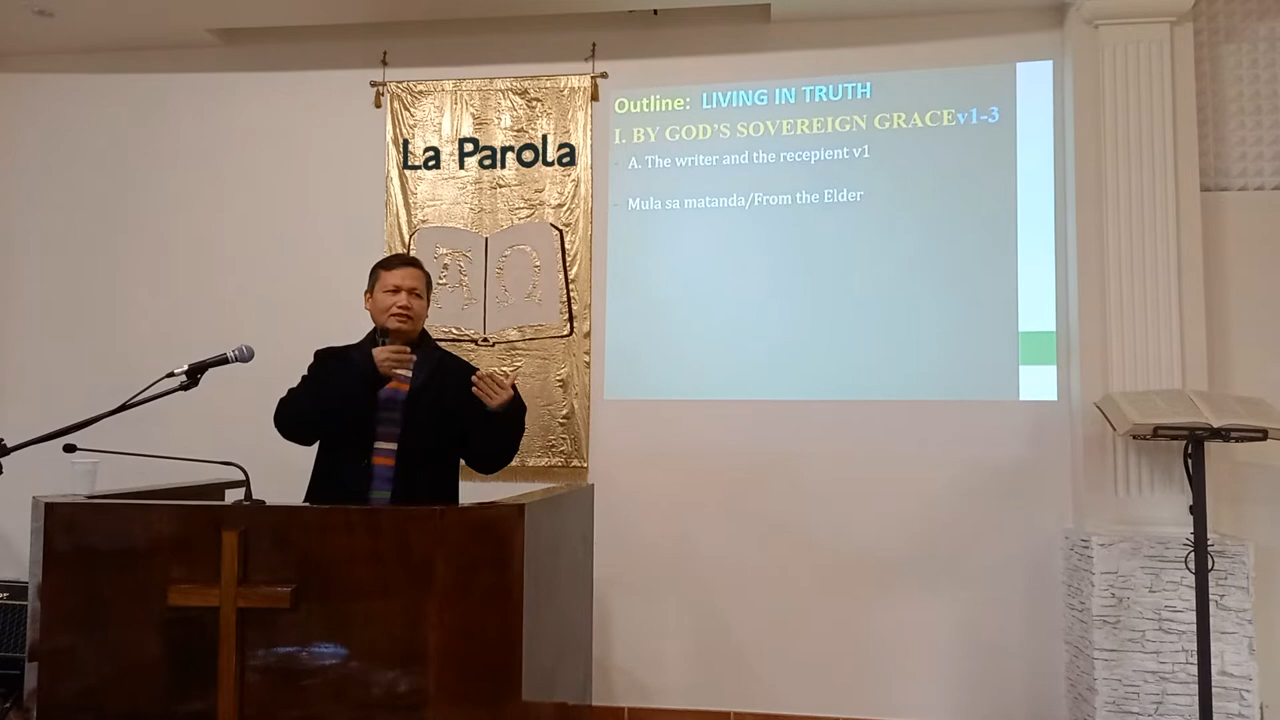 La Parola
Α Ω
Outline: LIVING IN TRUTH
I. BY GOD'S SOVEREIGN GRACEv1-3
- A. The writer and the recepient v1
- Mula sa matanda/From the Elder